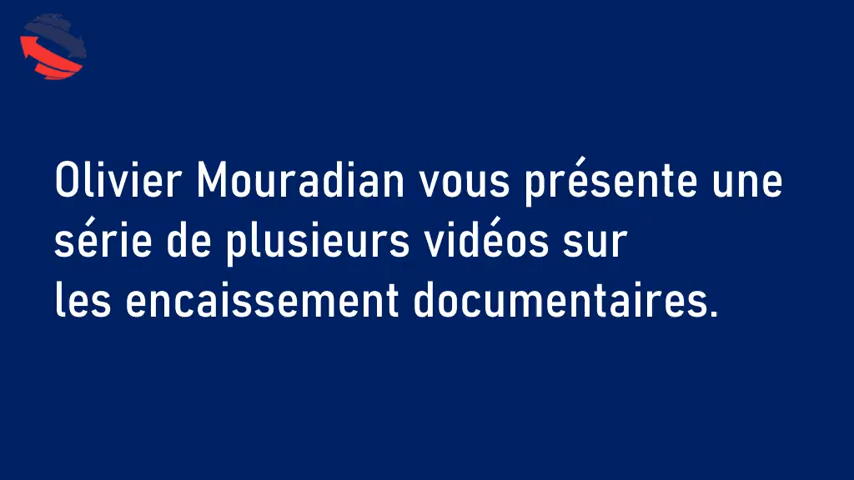 Olivier Mouradian vous présente une
série de plusieurs vidéos sur
les encaissement documentaires.